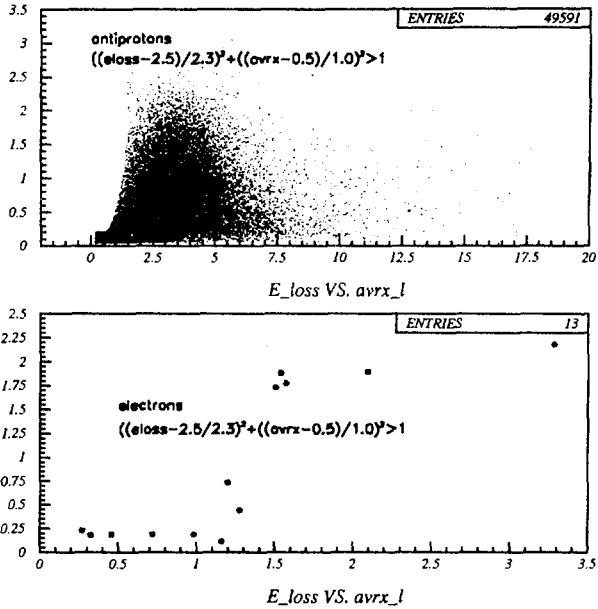 ENTRIES 49591
3.5
antiprotons
((eloss-2.5)/2.3)²+((avrx-0.5)/1.0)²>1
3
2.5
2
1.5
1
0.5
0
0 2.5 5 7.5 10 12.5 15 17.5 20
E_loss VS. avrx_l
2.5
ENTRIES 13
2.25
2
1.75
1.5
electrons
((eloss-2.5/2.3)²+((avrx-0.5)/1.0)²>1
1.25
1
0.75
0.5
0.25
0
0 0.5 1 1.5 2 2.5 3 3.5
E_loss VS. avrx_l